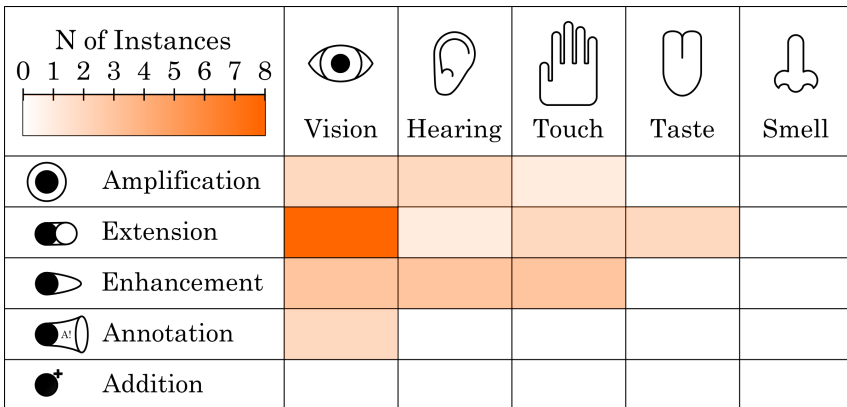 N of Instances
0 1 2 3 4 5 6 7 8
Vision Hearing Touch Taste Smell
Amplification
Extension
Enhancement
A! Annotation
Addition